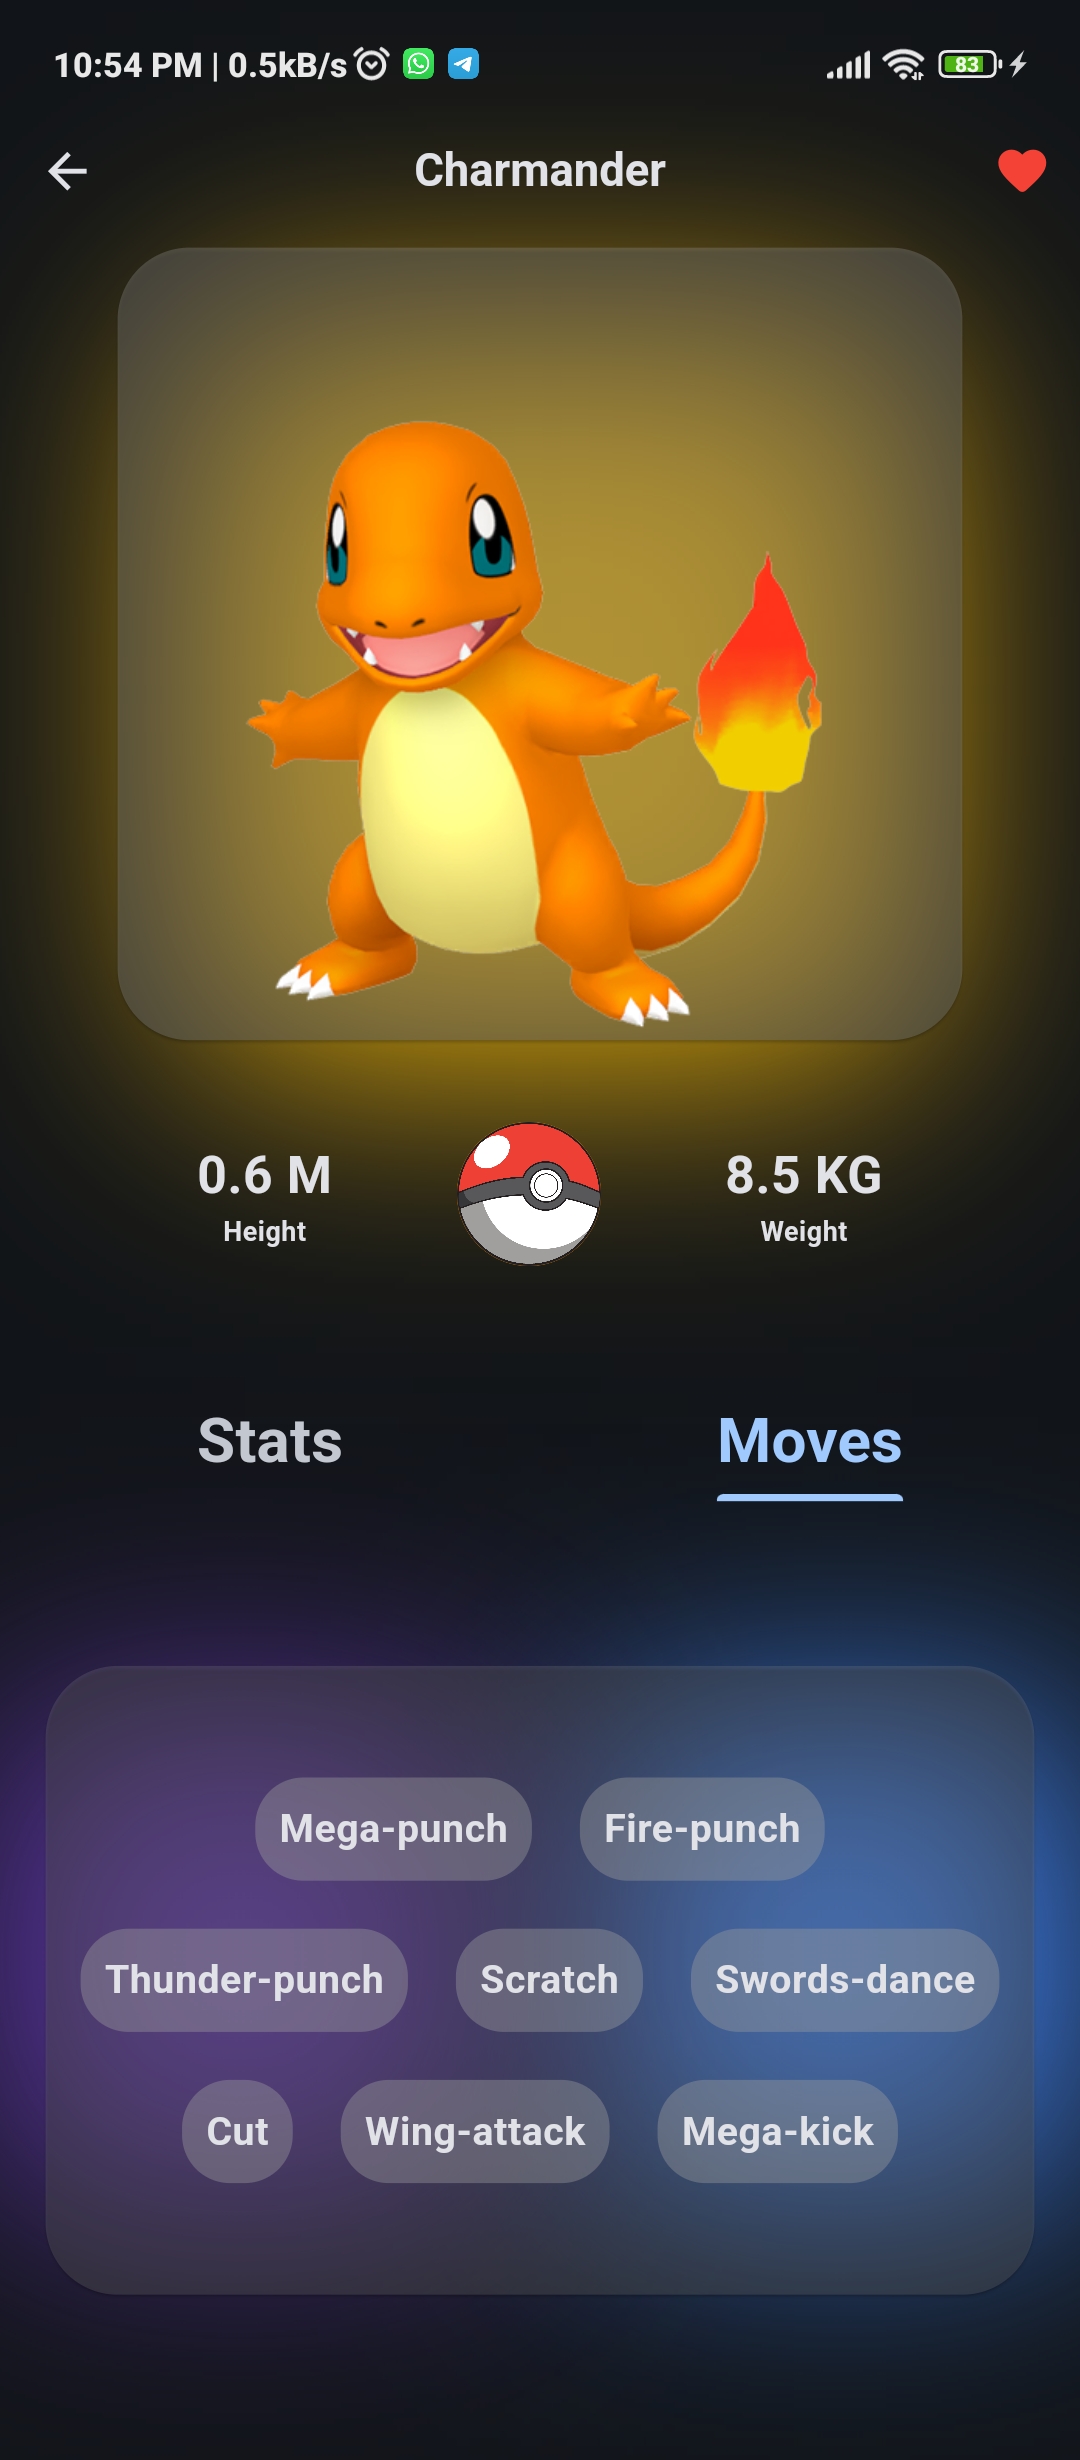 10:54 PM | 0.5kB/s 83
Charmander
0.6 M 8.5 KG
Height Weight
Stats Moves
Mega-punch Fire-punch
Thunder-punch Scratch Swords-dance
Cut Wing-attack Mega-kick